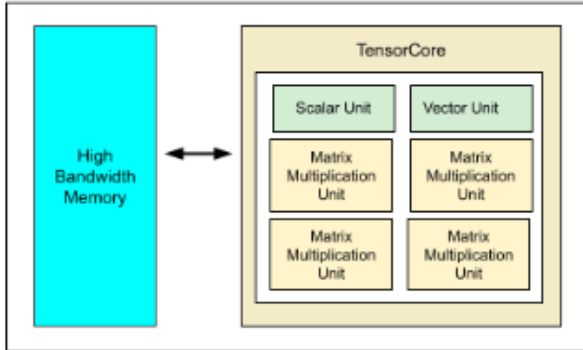 TensorCore
High
Bandwidth
Memory
Scalar Unit
Vector Unit
Matrix
Multiplication
Unit
Matrix
Multiplication
Unit
Matrix
Multiplication
Unit
Matrix
Multiplication
Unit